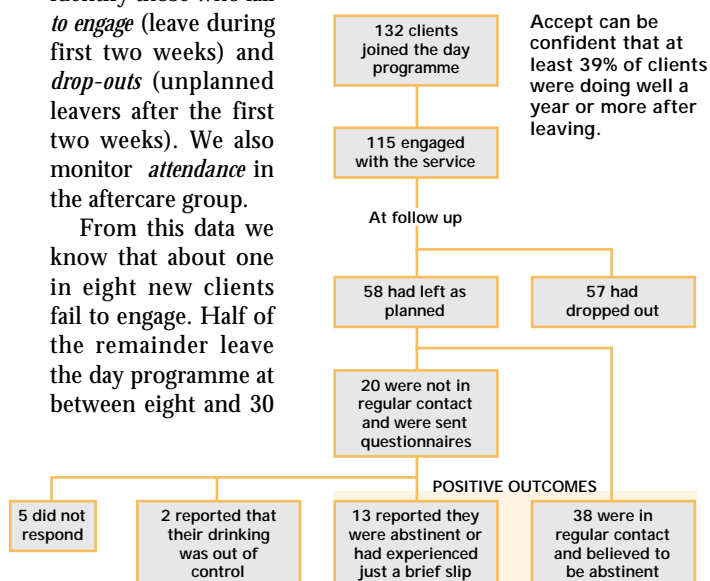 to engage (leave during
first two weeks) and
drop-outs (unplanned
leavers after the first
two weeks). We also
monitor attendance in
the aftercare group.
From this data we
know that about one
in eight new clients
fail to engage. Half of
the remainder leave
the day programme at
between eight and 30
132 clients
joined the day
programme
Accept can be
confident that at
least 39% of clients
were doing well a
year or more after
leaving.
115 engaged
with the service
At follow up
58 had left as
planned
57 had
dropped out
20 were not in
regular contact
and were sent
questionnaires
POSITIVE OUTCOMES
5 did not
respond
2 reported that
their drinking
was out of
control
13 reported they
were abstinent or
had experienced
just a brief slip
38 were in
regular contact
and believed to
be abstinent